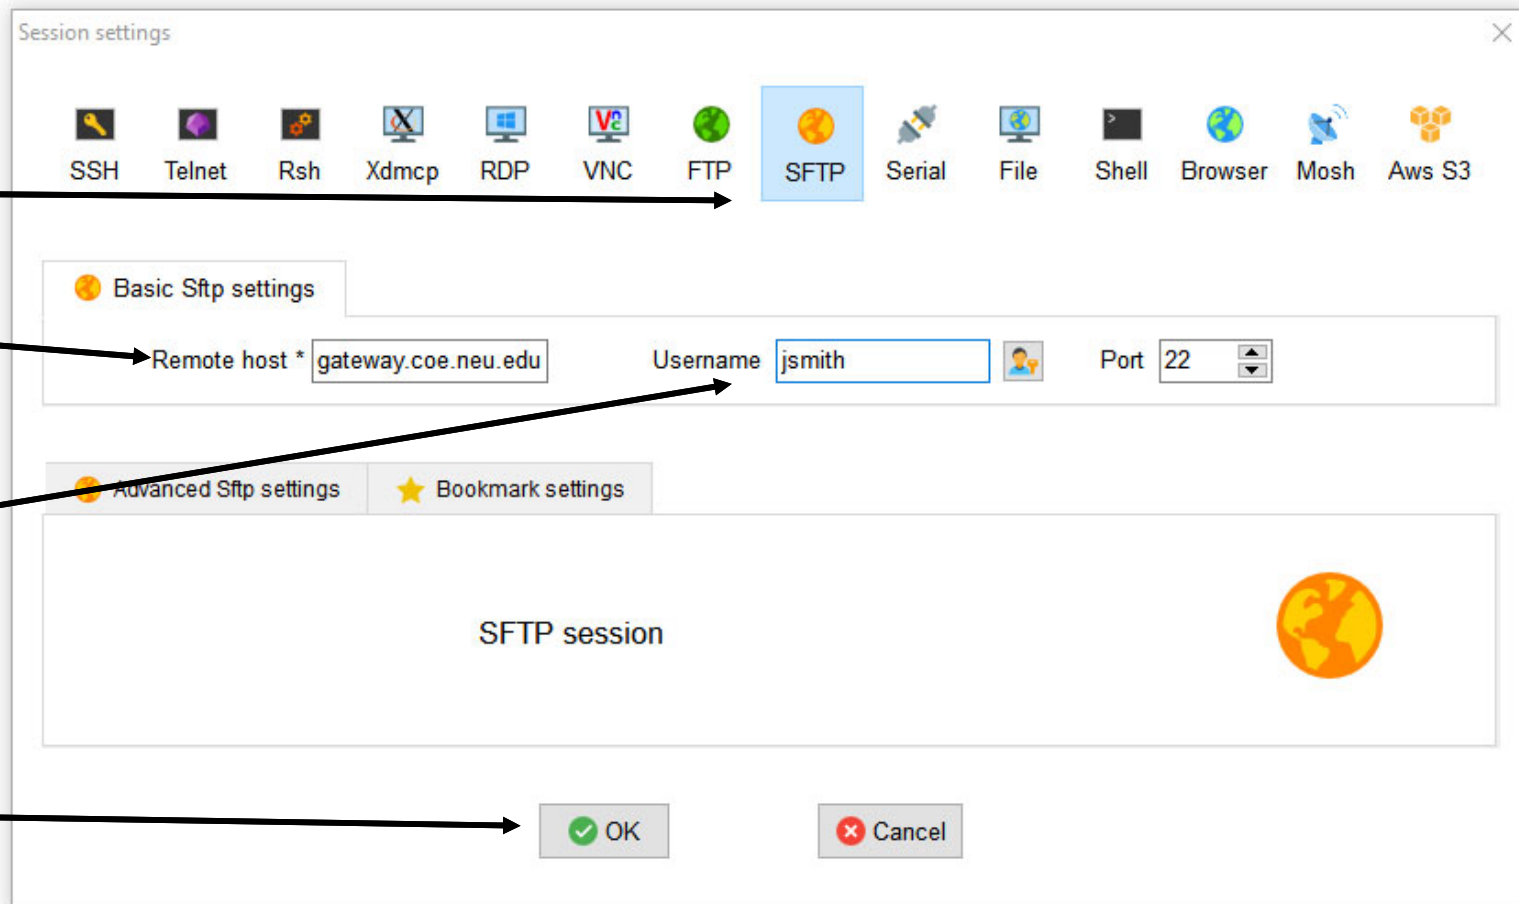 Session settings
SSH Telnet Rsh Xdmcp RDP VNC FTP SFTP Serial File Shell Browser Mosh Aws S3
Basic Sftp settings
Remote host * gateway.coe.neu.edu Username jsmith Port 22
Advanced Sftp settings Bookmark settings
SFTP session
OK Cancel